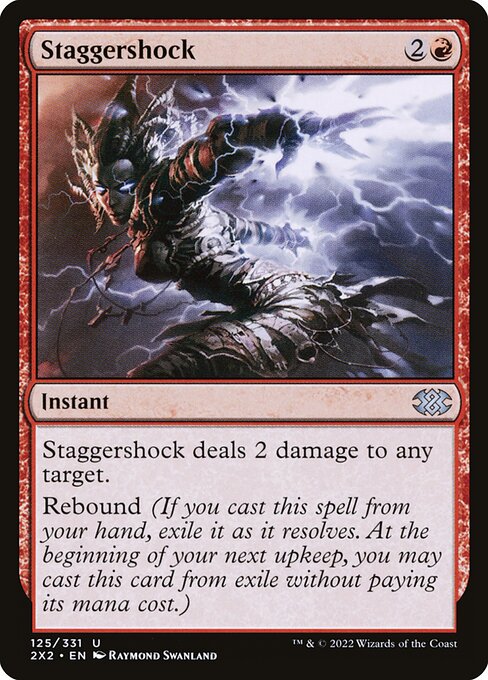 Staggershock 2
Instant
Staggershock deals 2 damage to any
target.
Rebound (If you cast this spell from
your hand, exile it as it resolves. At the
beginning of your next upkeep, you may
cast this card from exile without paying
its mana cost.)
125/331 U
2X2 • EN Raymond Swanland
™ & © 2022 Wizards of the Coast